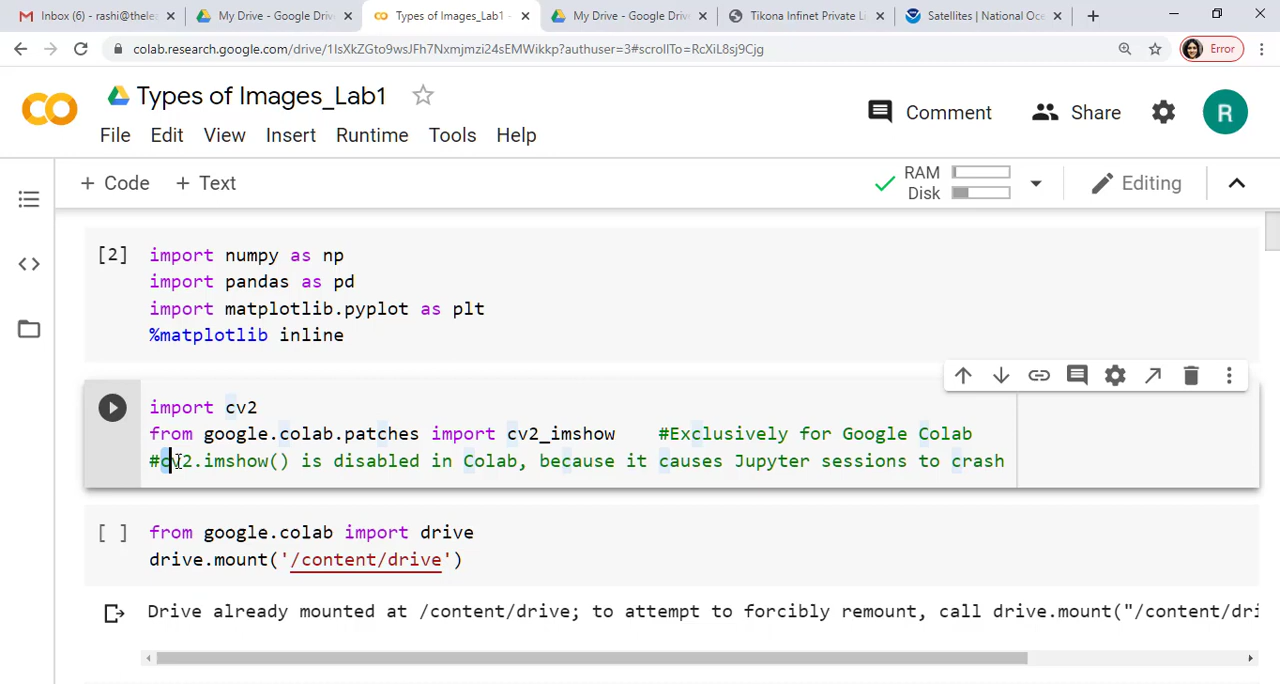 Inbox (6) - rashi@theles
My Drive - Google Drive
Types of Images_Lab1 -
My Drive - Google Drive
Tikona Infinet Private L
Satellites | National Oce
colab.research.google.com/drive/1IsXkZGto9wsJFh7Nxmjmzi24sEMWikkp?authuser=3#scrollTo=RcXiL8sj9Cjg
Error
Types of Images_Lab1
Comment
Share
R
File Edit View Insert Runtime Tools Help
+ Code + Text
RAM
Disk
Editing
[2]
import numpy as np
import pandas as pd
import matplotlib.pyplot as plt
%matplotlib inline
import cv2
from google.colab.patches import cv2_imshow #Exclusively for Google Colab
#cv2.imshow() is disabled in Colab, because it causes Jupyter sessions to crash
[ ]
from google.colab import drive
drive.mount('/content/drive')
Drive already mounted at /content/drive; to attempt to forcibly remount, call drive.mount("/content/dri